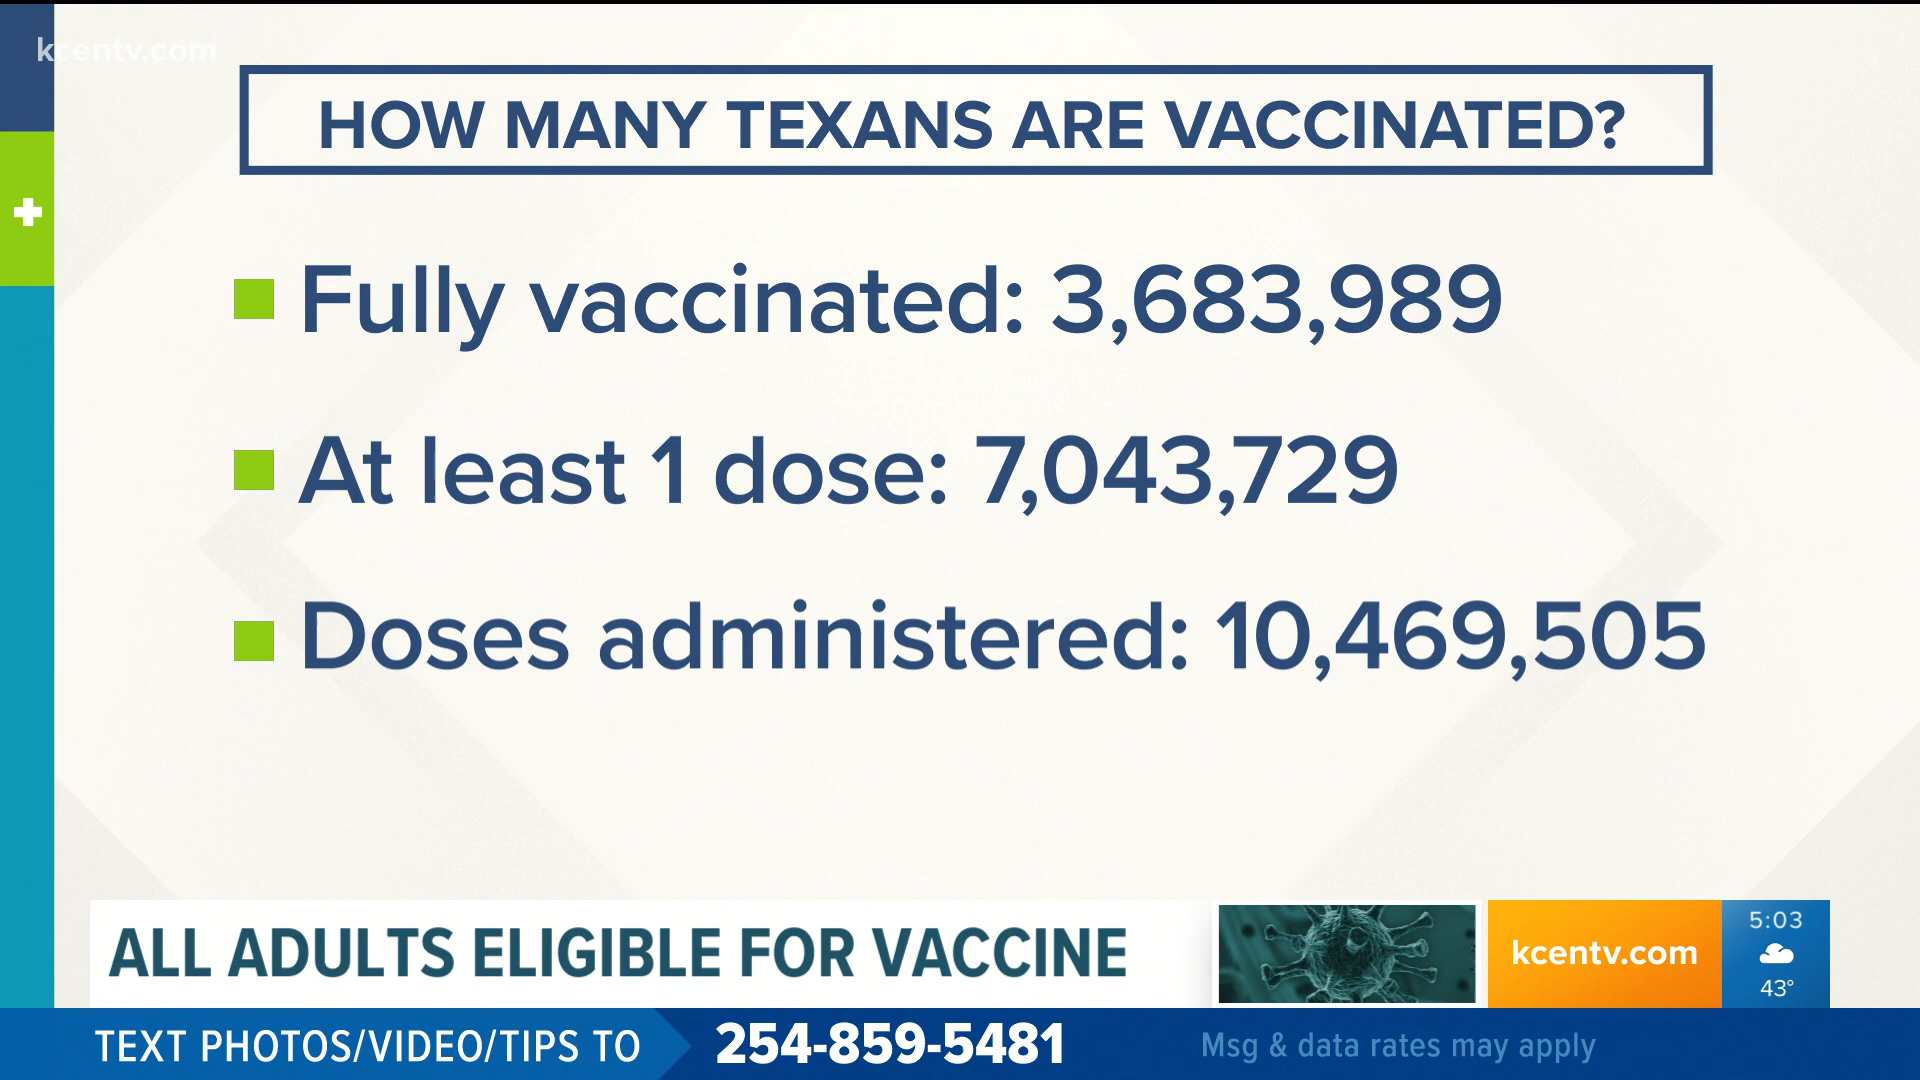 kcentv.com
HOW MANY TEXANS ARE VACCINATED?
Fully vaccinated: 3,683,989
At least 1 dose: 7,043,729
Doses administered: 10,469,505
ALL ADULTS ELIGIBLE FOR VACCINE
kcentv.com
5:03
43°
TEXT PHOTOS/VIDEO/TIPS TO 254-859-5481 Msg & data rates may apply